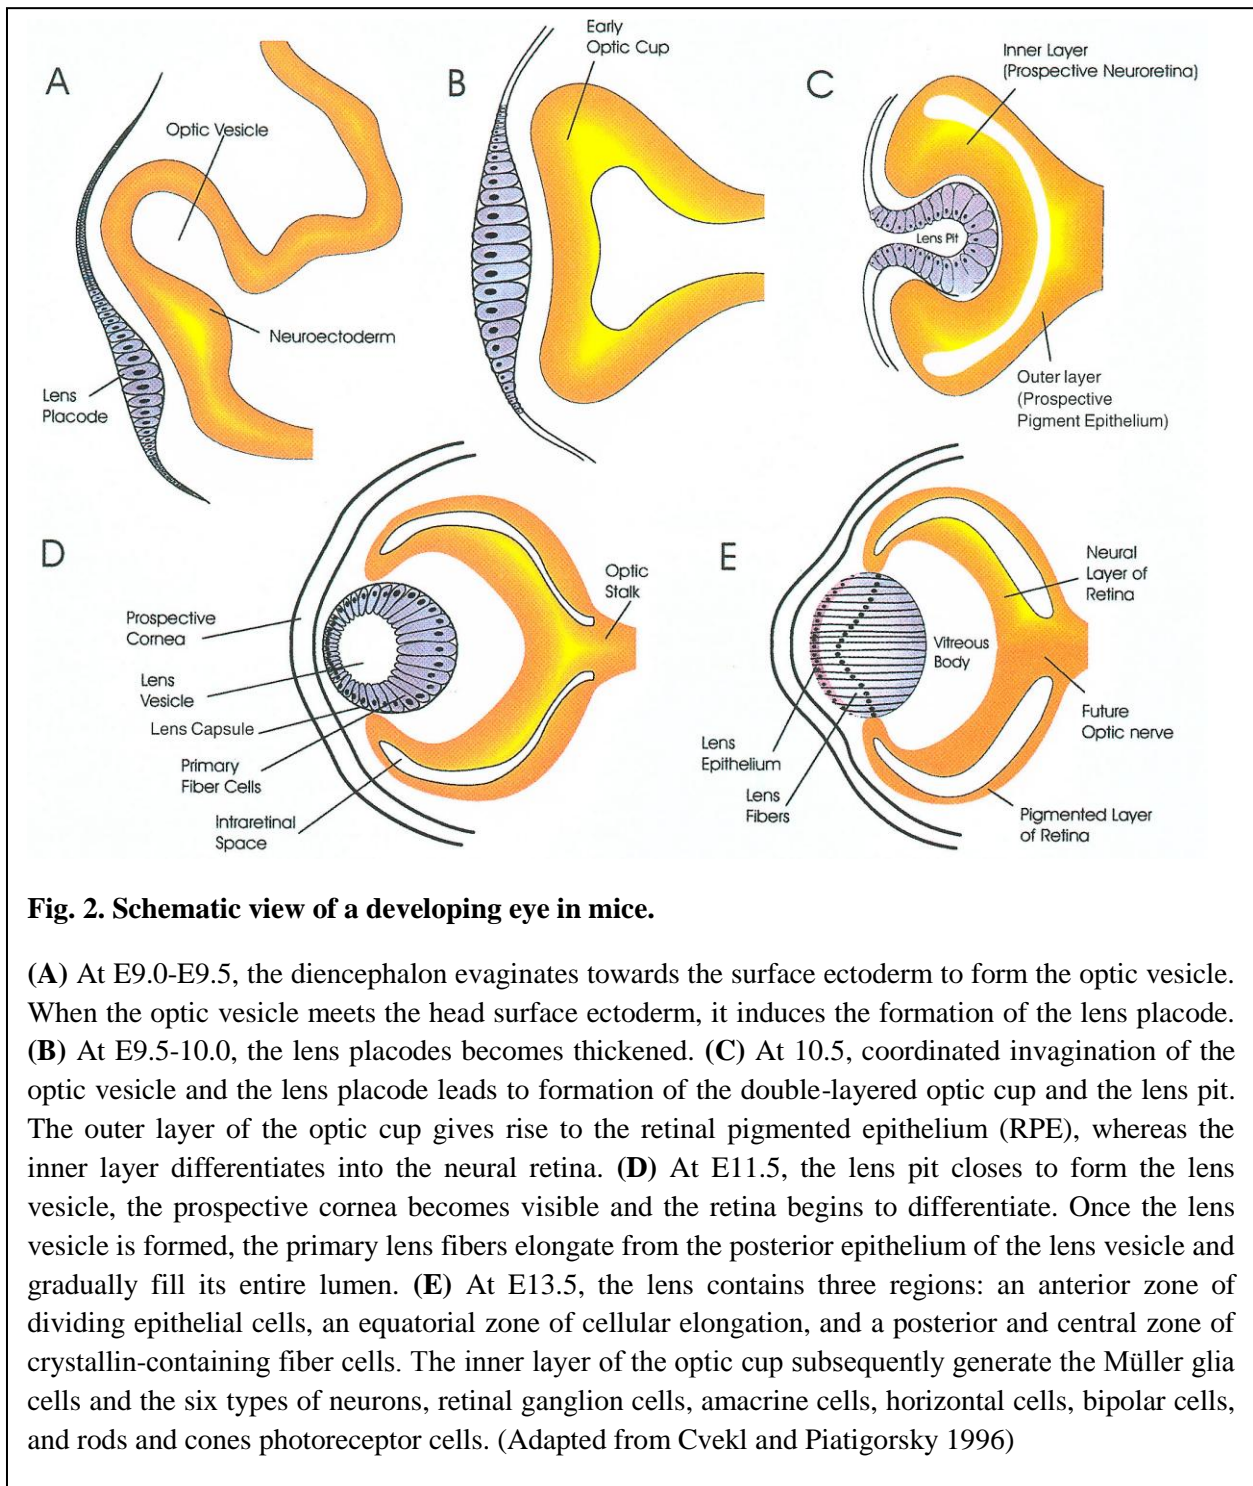 A
Optic Vesicle
Neuroectoderm
Lens
Placode
B
Early
Optic Cup
C
Inner Layer
(Prospective Neuroretina)
Lens Pit
Outer layer
(Prospective
Pigment Epithelium)
D
Prospective
Cornea
Lens
Vesicle
Lens Capsule
Primary
Fiber Cells
Intraretinal
Space
Optic
Stalk
E
Neural
Layer of
Retina
Vitreous
Body
Future
Optic nerve
Lens
Epithelium
Lens
Fibers
Pigmented Layer
of Retina
Fig. 2. Schematic view of a developing eye in mice.
(A) At E9.0-E9.5, the diencephalon evaginates towards the surface ectoderm to form the optic vesicle.
When the optic vesicle meets the head surface ectoderm, it induces the formation of the lens placode.
(B) At E9.5-10.0, the lens placodes becomes thickened. (C) At 10.5, coordinated invagination of the
optic vesicle and the lens placode leads to formation of the double-layered optic cup and the lens pit.
The outer layer of the optic cup gives rise to the retinal pigmented epithelium (RPE), whereas the
inner layer differentiates into the neural retina. (D) At E11.5, the lens pit closes to form the lens
vesicle, the prospective cornea becomes visible and the retina begins to differentiate. Once the lens
vesicle is formed, the primary lens fibers elongate from the posterior epithelium of the lens vesicle and
gradually fill its entire lumen. (E) At E13.5, the lens contains three regions: an anterior zone of
dividing epithelial cells, an equatorial zone of cellular elongation, and a posterior and central zone of
crystallin-containing fiber cells. The inner layer of the optic cup subsequently generate the Müller glia
cells and the six types of neurons, retinal ganglion cells, amacrine cells, horizontal cells, bipolar cells,
and rods and cones photoreceptor cells. (Adapted from Cvekl and Piatigorsky 1996)